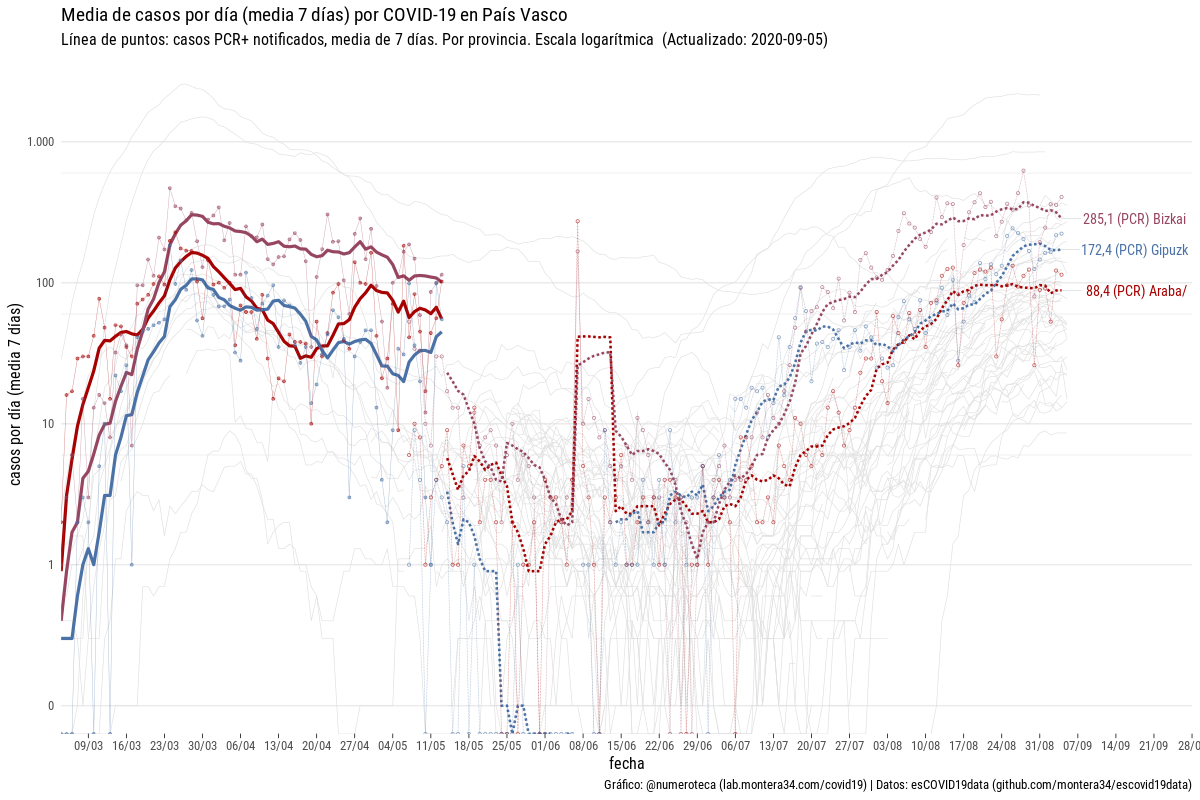 Media de casos por día (media 7 días) por COVID-19 en País Vasco
Línea de puntos: casos PCR+ notificados, media de 7 días. Por provincia. Escala logarítmica  (Actualizado: 2020-09-05)
casos por día (media 7 días)
1.000
100
10
1
0
285,1 (PCR) Bizkai
172,4 (PCR) Gipuzk
88,4 (PCR) Araba/
09/03 16/03 23/03 30/03 06/04 13/04 20/04 27/04 04/05 11/05 18/05 25/05 01/06 08/06 15/06 22/06 29/06 06/07 13/07 20/07 27/07 03/08 10/08 17/08 24/08 31/08 07/09 14/09 21/09 28/0
fecha
Gráfico: @numeroteca (lab.montera34.com/covid19) | Datos: esCOVID19data (github.com/montera34/escovid19data)